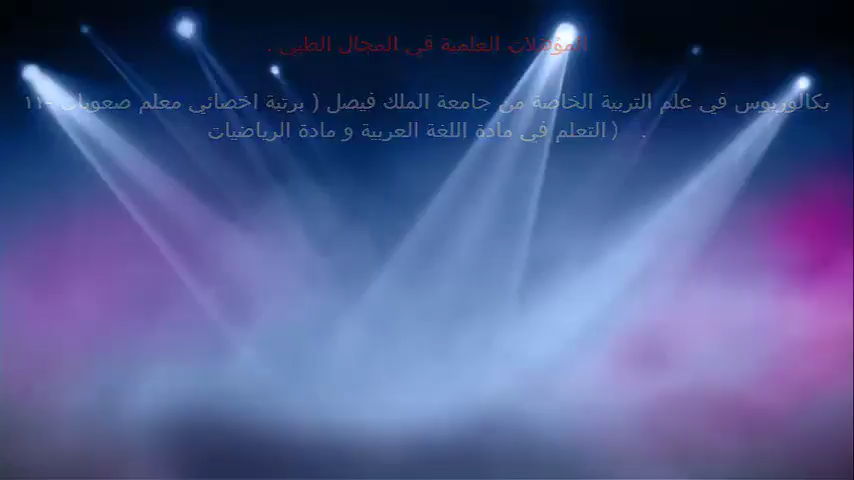 المؤهلات العلمية في المجال الطبي .
١١- بكالوريوس في علم التربية الخاصة من جامعة الملك فيصل ( برتبة اخصائي معلم صعوبات
التعلم في مادة اللغة العربية و مادة الرياضيات ) .